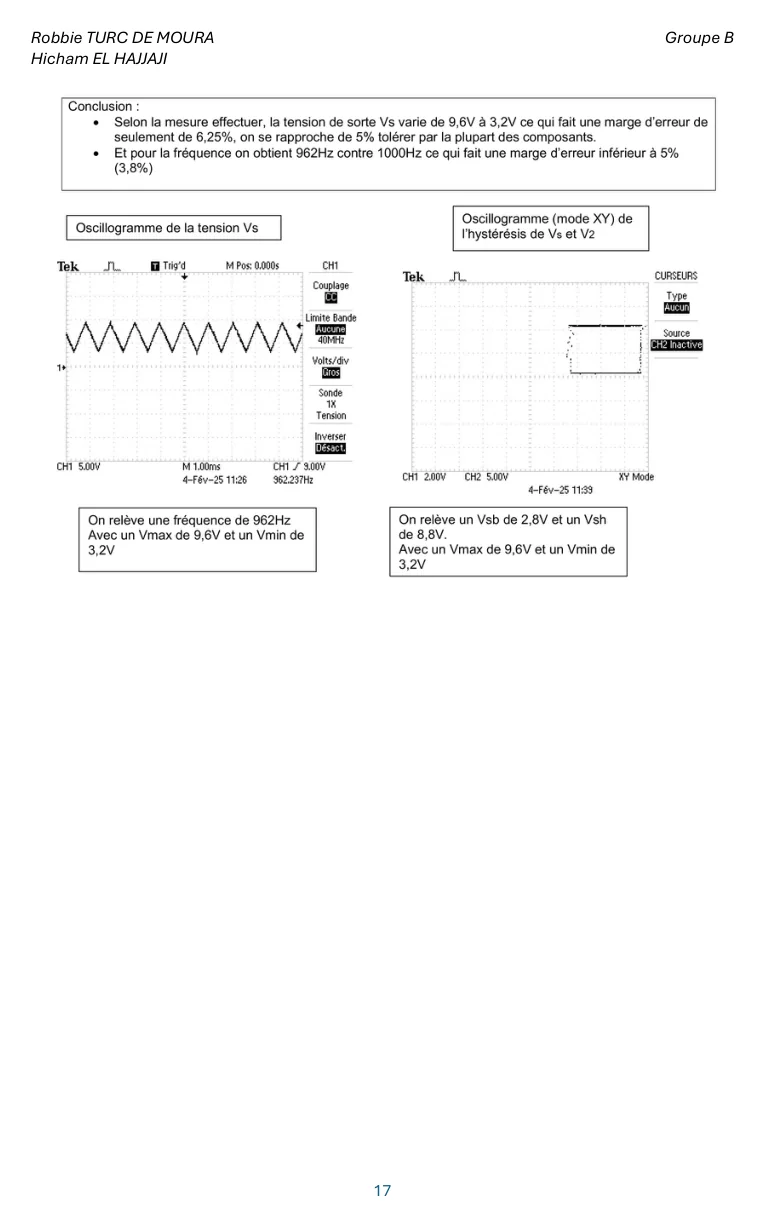 Robbie TURC DE MOURA
Groupe B
Hicham EL HAJJAJI
Conclusion :
• Selon la mesure effectuer, la tension de sorte Vs varie de 9,6V à 3,2V ce qui fait une marge d'erreur de
seulement de 6,25%, on se rapproche de 5% tolérer par la plupart des composants.
• Et pour la fréquence on obtient 962Hz contre 1000Hz ce qui fait une marge d'erreur inférieur à 5%
(3,8%)
Oscillogramme de la tension Vs
Tek
T Trig'd
M Pos: 0.000s
CH1
Couplage
CC
Limite Bande
Aucune
40MHz
Volts/div
Gros
Sonde
1X
Tension
Inverser
Désact.
1
CH1 5.00V
M 1.00ms
CH1 / 9.00V
4-Fév-25 11:26
962.237Hz
On relève une fréquence de 962Hz
Avec un Vmax de 9,6V et un Vmin de
3,2V
Oscillogramme (mode XY) de
l'hystérésis de Vs et V2
Tek
CURSEURS
Type
Aucun
Source
CH2 Inactive
CH1 2.00V
CH2 5.00V
XY Mode
4-Fév-25 11:39
On relève un Vsb de 2,8V et un Vsh
de 8,8V.
Avec un Vmax de 9,6V et un Vmin de
3,2V
17